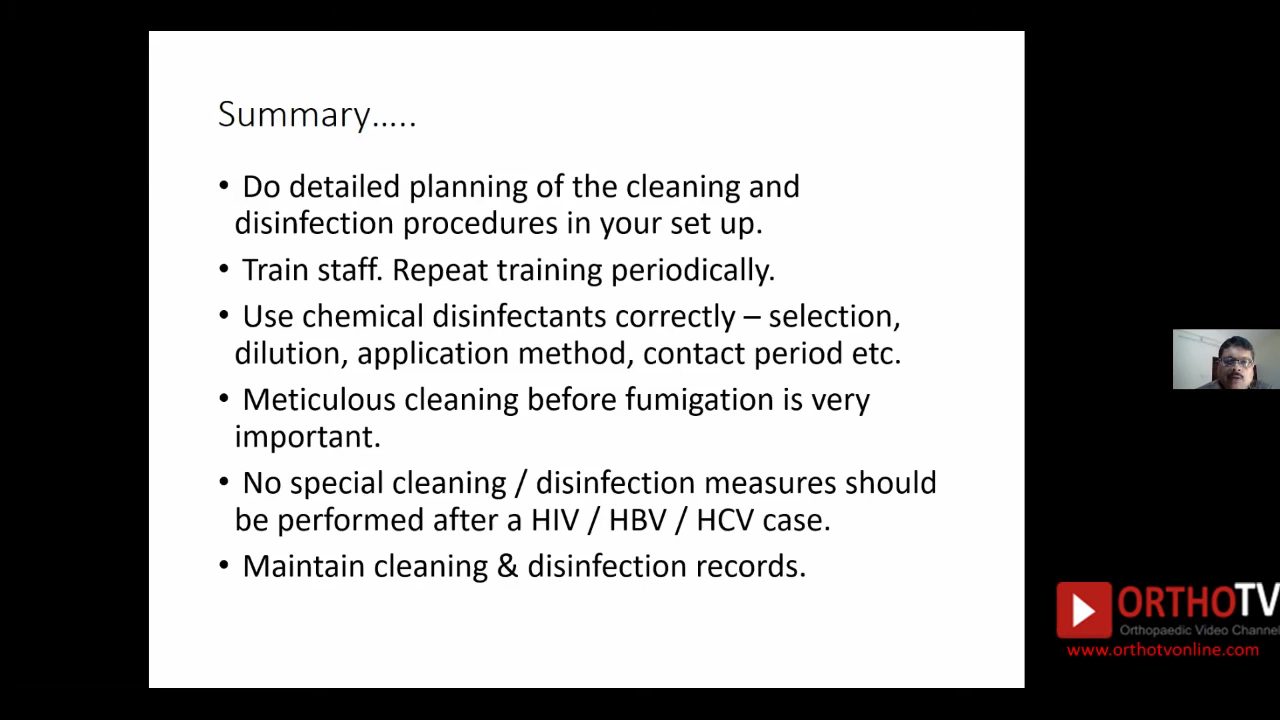 Summary.....
• Do detailed planning of the cleaning and
disinfection procedures in your set up.
• Train staff. Repeat training periodically.
• Use chemical disinfectants correctly – selection,
dilution, application method, contact period etc.
• Meticulous cleaning before fumigation is very
important.
• No special cleaning / disinfection measures should
be performed after a HIV / HBV / HCV case.
• Maintain cleaning & disinfection records.
ORTHOTV
Orthopaedic Video Channel
www.orthotvonline.com